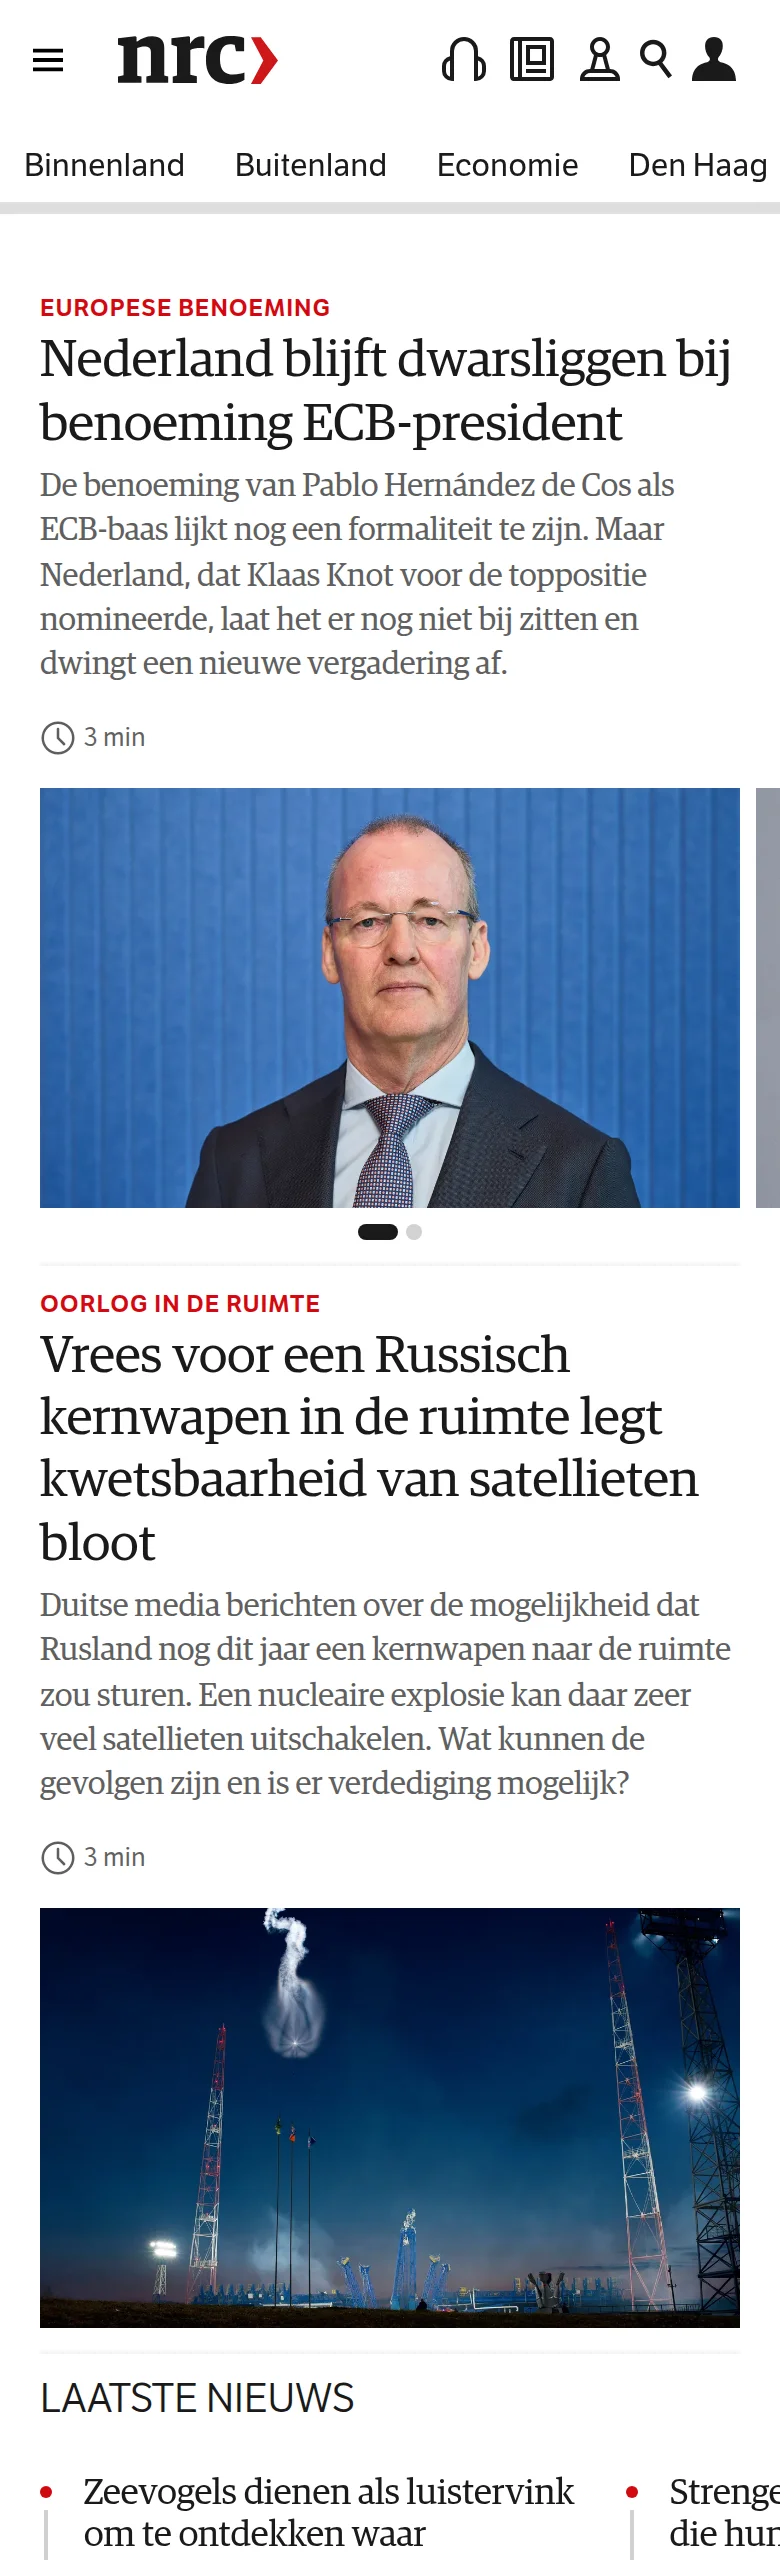 nrc
Binnenland Buitenland Economie Den Haag
EUROPESE BENOEMING
Nederland blijft dwarsliggen bij
benoeming ECB-president
De benoeming van Pablo Hernández de Cos als
ECB-baas lijkt nog een formaliteit te zijn. Maar
Nederland, dat Klaas Knot voor de toppositie
nomineerde, laat het er nog niet bij zitten en
dwingt een nieuwe vergadering af.
3 min
OORLOG IN DE RUIMTE
Vrees voor een Russisch
kernwapen in de ruimte legt
kwetsbaarheid van satellieten
bloot
Duitse media berichten over de mogelijkheid dat
Rusland nog dit jaar een kernwapen naar de ruimte
zou sturen. Een nucleaire explosie kan daar zeer
veel satellieten uitschakelen. Wat kunnen de
gevolgen zijn en is er verdediging mogelijk?
3 min
LAATSTE NIEUWS
Zeevogels dienen als luistervink
om te ontdekken waar
Strenge
die hun